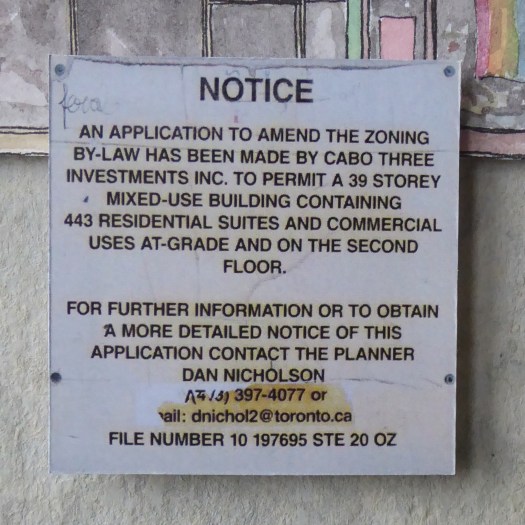 NOTICE
AN APPLICATION TO AMEND THE ZONING
BY-LAW HAS BEEN MADE BY CABO THREE
INVESTMENTS INC. TO PERMIT A 39 STOREY
MIXED-USE BUILDING CONTAINING
443 RESIDENTIAL SUITES AND COMMERCIAL
USES AT-GRADE AND ON THE SECOND
FLOOR.
FOR FURTHER INFORMATION OR TO OBTAIN
A MORE DETAILED NOTICE OF THIS
APPLICATION CONTACT THE PLANNER
DAN NICHOLSON
397-4077 or
dnichol2@toronto.ca
FILE NUMBER 10 197695 STE 20 OZ